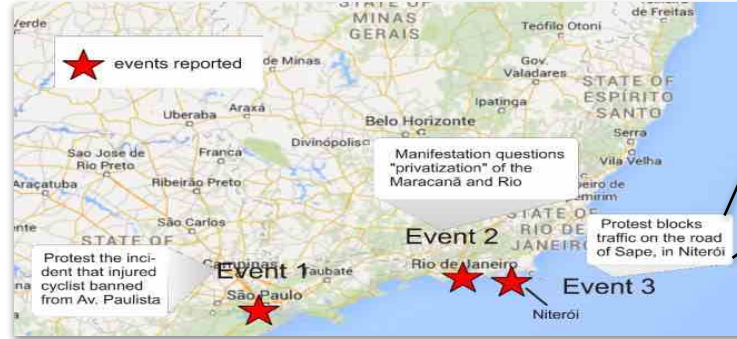 STATE OF
MINAS
GERAIS
Teófilo Otoni
de Freitas
Verde
events reported
de Minas
Gov.
Valadares
STATE OF
ESPÍRITO
SANTO
Ipatinga
Uberaba
Araxá
Belo Horizonte
Serra
Divinópolis
Sao Jose de
Rio Preto
Franca
Vila Velha
Manifestation questions
"privatization" of the
Maracanã and Rio
Araçatuba
Ribeirão Preto
São Carlos
STATE OF
RIO DE
JANEIRO
Protest blocks
traffic on the road
of Sape, in Niterói
STATE OF
Event 2
Protest the inci-
dent that injured
cyclist banned
from Av. Paulista
Campinas
Event 1
Taubaté
Rio de Janeiro
Event 3
São Paulo
Niterói